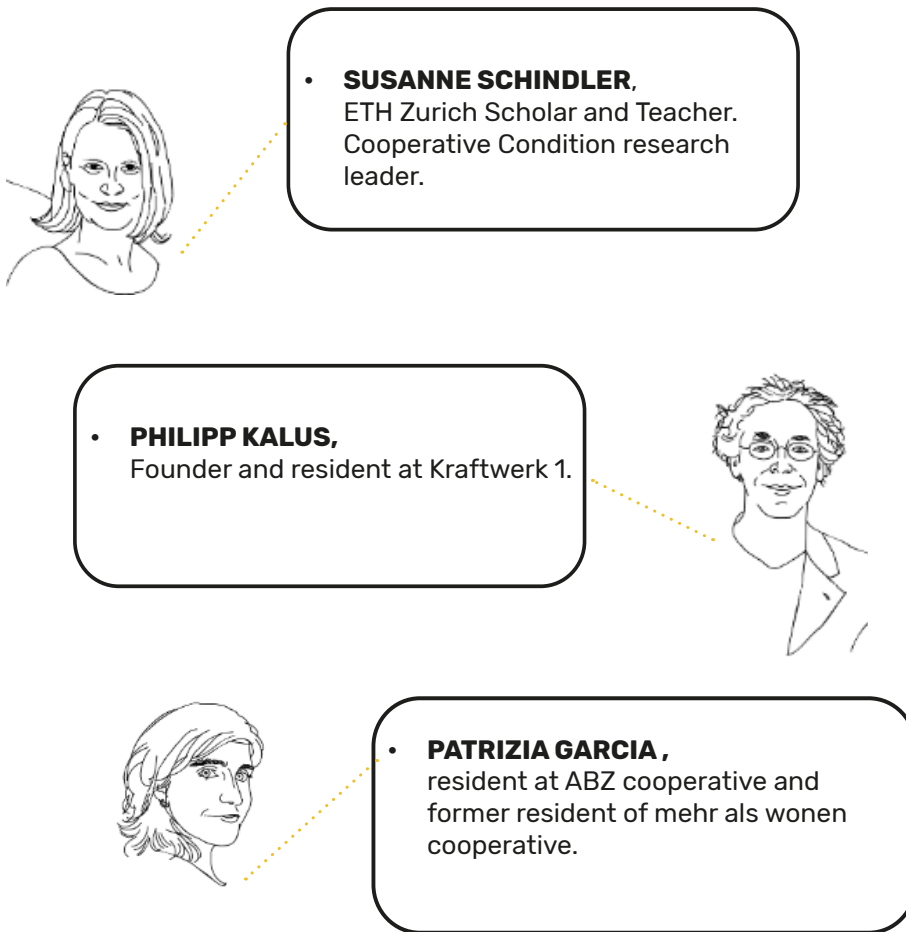 • SUSANNE SCHINDLER,
ETH Zurich Scholar and Teacher.
Cooperative Condition research
leader.
• PHILIPP KALUS,
Founder and resident at Kraftwerk 1.
• PATRIZIA GARCIA ,
resident at ABZ cooperative and
former resident of mehr als wonen
cooperative.